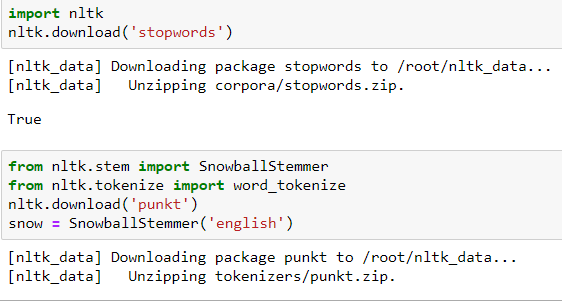 import nltk
nltk.download('stopwords')
[nltk_data] Downloading package stopwords to /root/nltk_data...
[nltk_data]   Unzipping corpora/stopwords.zip.
True
from nltk.stem import SnowballStemmer
from nltk.tokenize import word_tokenize
nltk.download('punkt')
snow = SnowballStemmer('english')
[nltk_data] Downloading package punkt to /root/nltk_data...
[nltk_data]   Unzipping tokenizers/punkt.zip.